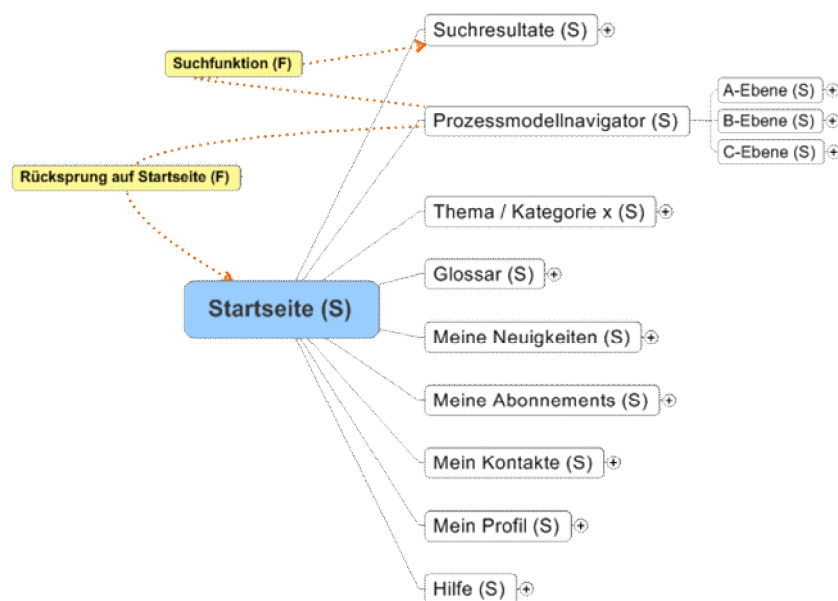 Suchresultate (S)
Suchfunktion (F)
Prozessmodellnavigator (S)
A-Ebene (S)
B-Ebene (S)
C-Ebene (S)
Rücksprung auf Startseite (F)
Thema / Kategorie x (S)
Glossar (S)
Startseite (S)
Meine Neuigkeiten (S)
Meine Abonnements (S)
Mein Kontakte (S)
Mein Profil (S)
Hilfe (S)